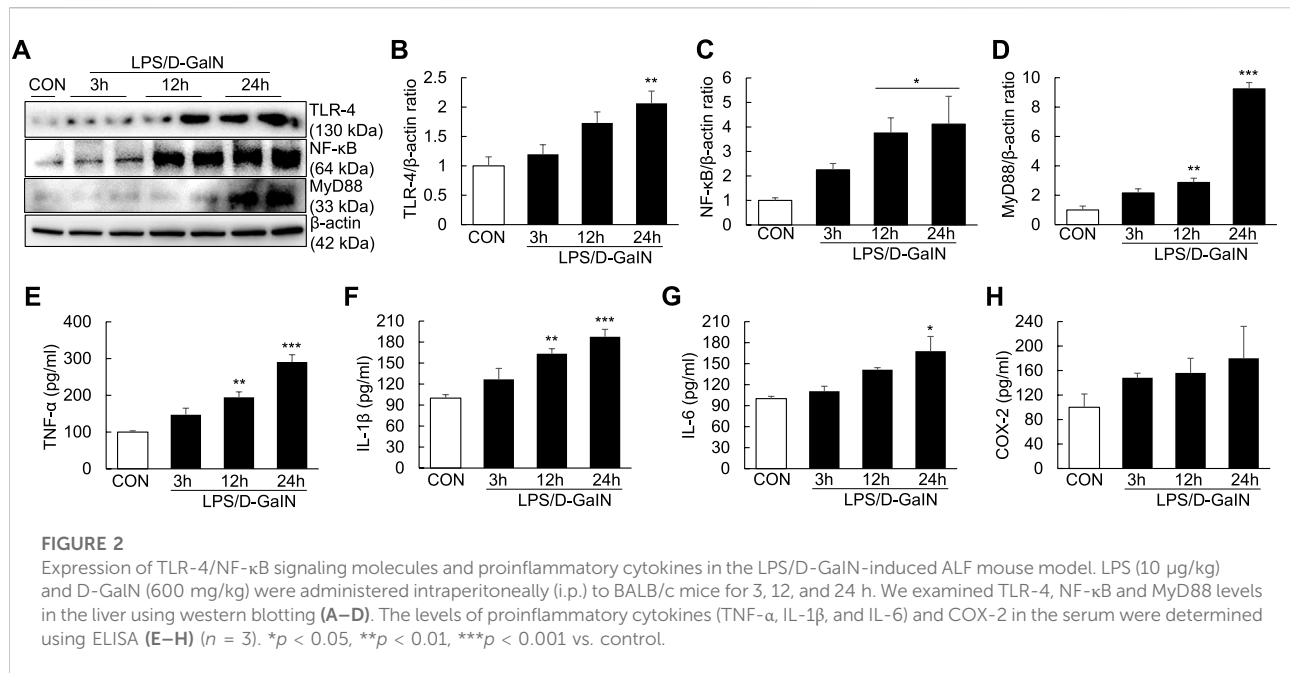 A
LPS/D-GalN
CON 3h 12h 24h
TLR-4
(130 kDa)
NF-κB
(64 kDa)
MyD88
(33 kDa)
β-actin
(42 kDa)
B
TLR-4/β-actin ratio
2.5
2
1.5
1
0.5
0
**
CON 3h 12h 24h
LPS/D-GalN
C
NF-κB/β-actin ratio
6
5
4
3
2
1
0
*
CON 3h 12h 24h
LPS/D-GalN
D
MyD88/β-actin ratio
10
8
6
4
2
0
**
***
CON 3h 12h 24h
LPS/D-GalN
E
TNF-α (pg/ml)
400
300
200
100
0
**
***
CON 3h 12h 24h
LPS/D-GalN
F
IL-1β (pg/ml)
210
180
150
120
90
60
30
0
**
***
CON 3h 12h 24h
LPS/D-GalN
G
IL-6 (pg/ml)
210
180
150
120
90
60
30
0
*
CON 3h 12h 24h
LPS/D-GalN
H
COX-2 (pg/ml)
240
200
160
120
80
40
0
CON 3h 12h 24h
LPS/D-GalN
FIGURE 2
Expression of TLR-4/NF-κB signaling molecules and proinflammatory cytokines in the LPS/D-GalN-induced ALF mouse model. LPS (10 μg/kg)
and D-GalN (600 mg/kg) were administered intraperitoneally (i.p.) to BALB/c mice for 3, 12, and 24 h. We examined TLR-4, NF-κB and MyD88 levels
in the liver using western blotting (A–D). The levels of proinflammatory cytokines (TNF-α, IL-1β, and IL-6) and COX-2 in the serum were determined
using ELISA (E–H) (n = 3). *p < 0.05, **p < 0.01, ***p < 0.001 vs. control.